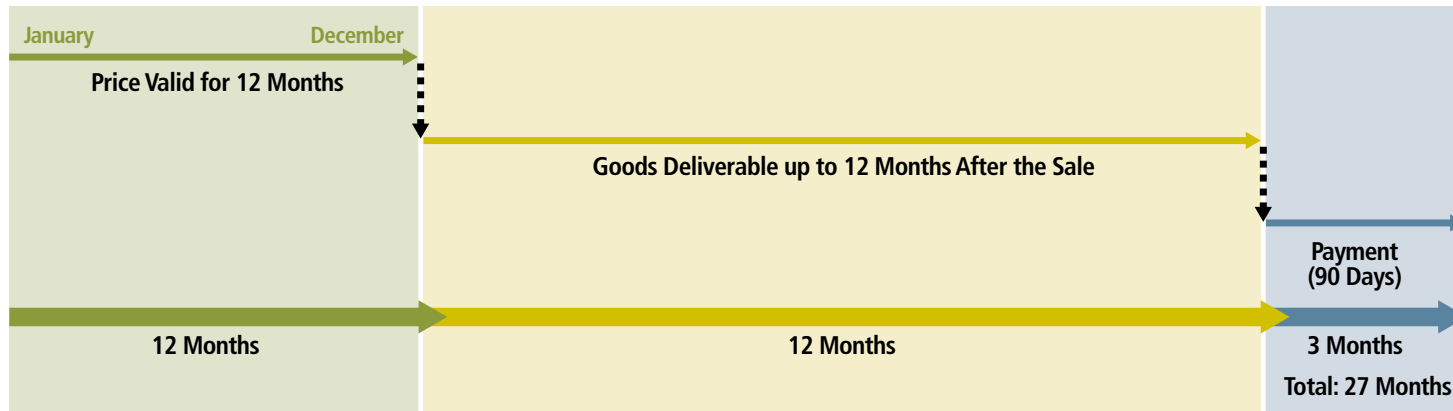 January
December
Price Valid for 12 Months
Goods Deliverable up to 12 Months After the Sale
Payment
(90 Days)
12 Months
12 Months
3 Months
Total: 27 Months